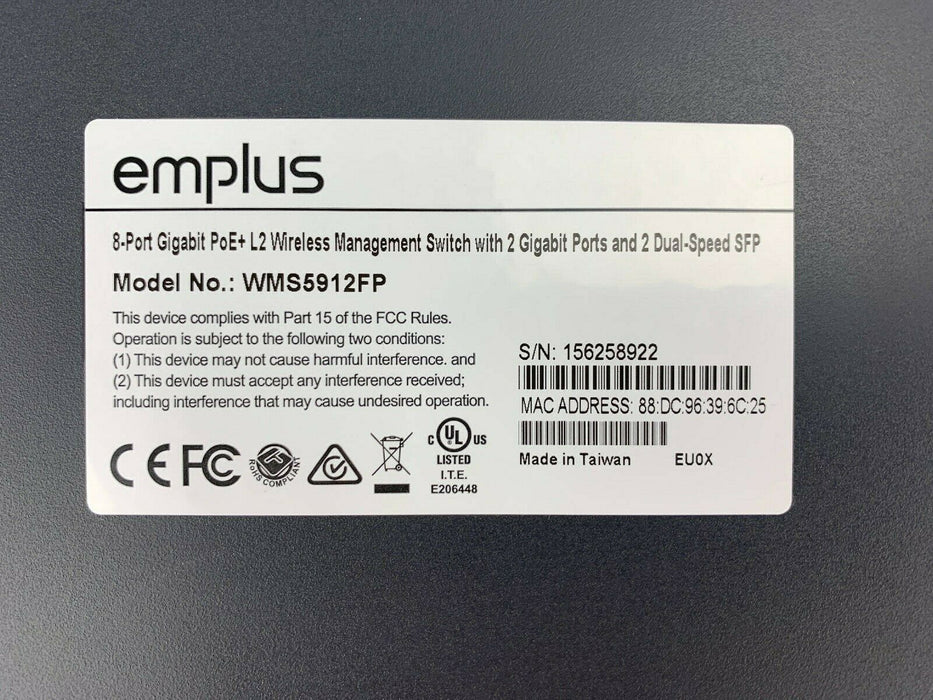 emplus
8-Port Gigabit PoE+ L2 Wireless Management Switch with 2 Gigabit Ports and 2 Dual-Speed SFP
Model No.: WMS5912FP
This device complies with Part 15 of the FCC Rules.
Operation is subject to the following two conditions:
(1) This device may not cause harmful interference. and
(2) This device must accept any interference received;
including interference that may cause undesired operation.
S/N: 156258922
MAC ADDRESS: 88:DC:96:39:6C:25
Made in Taiwan EU0X
CE FC RoHS COMPLIANT
c UL US
LISTED
I.T.E.
E206448